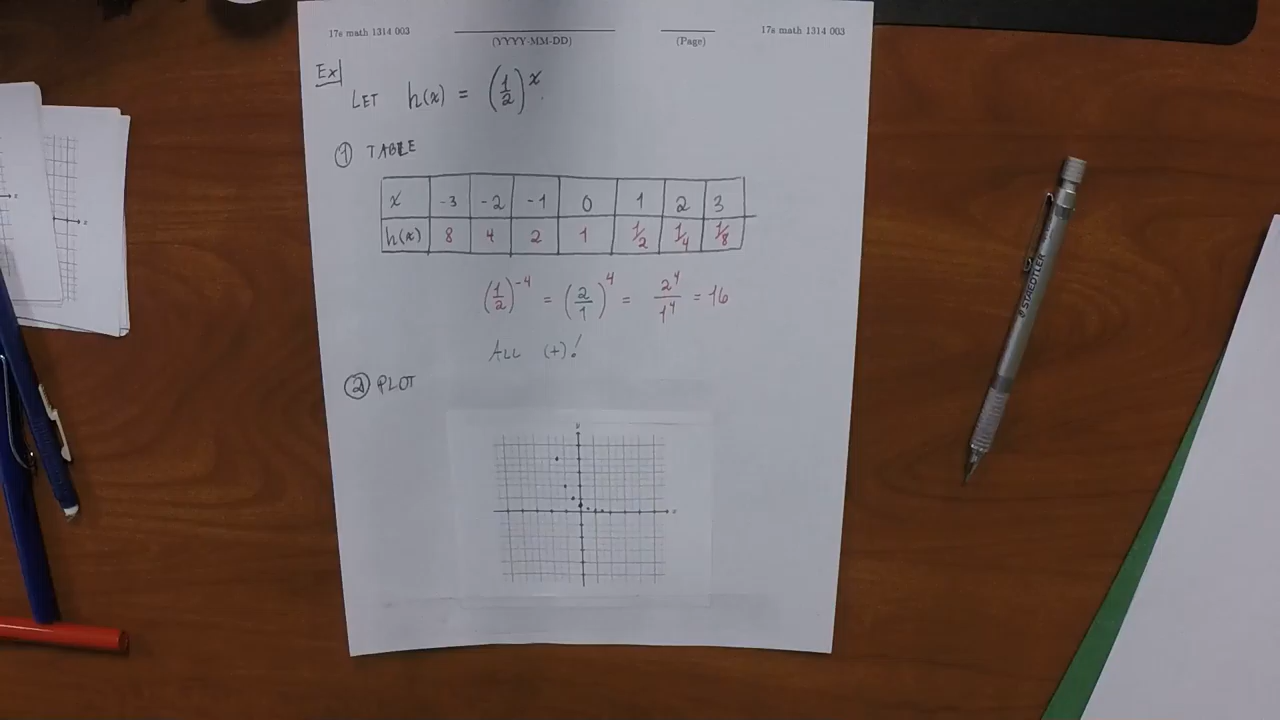 17s math 1314 003 (YYYY-MM-DD) (Page) 17s math 1314 003
Ex
LET h(x) = (1/2)^x
① TABLE
x -3 -2 -1 0 1 2 3
h(x) 8 4 2 1 1/2 1/4 1/8
(1/2)^-4 = (2/1)^4 = 2^4/1^4 = 16
ALL (+)!
② PLOT
STAEDTLER